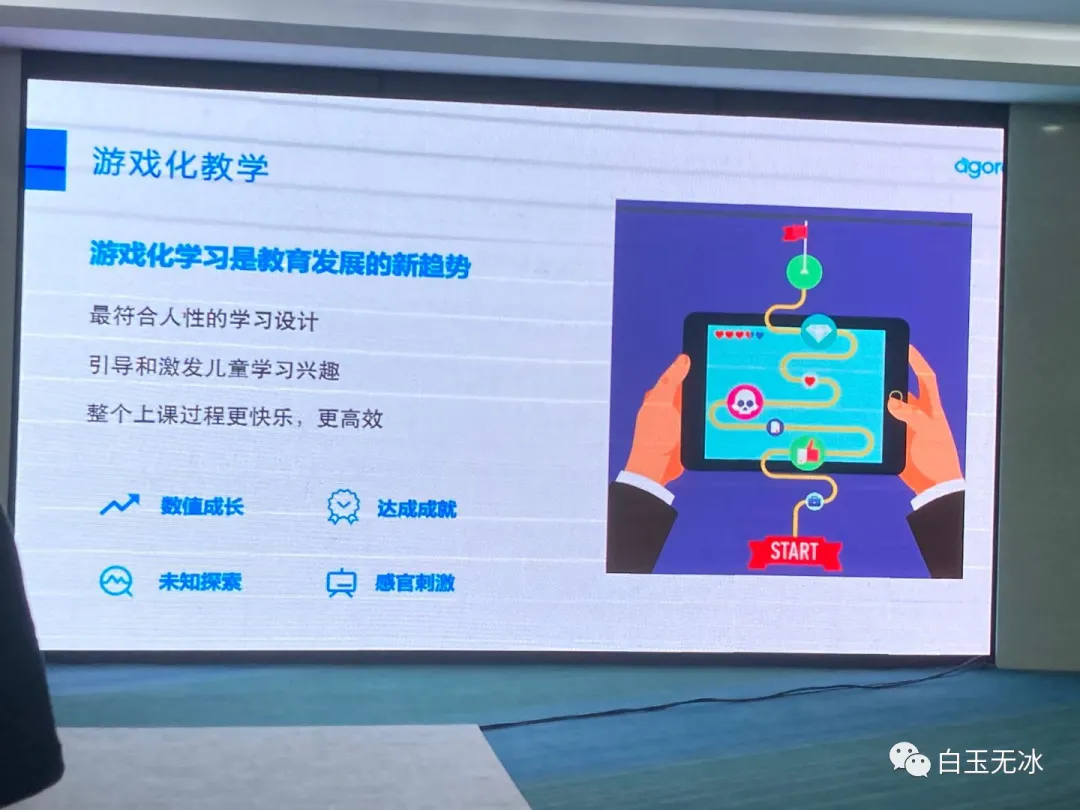 游戏化教学
agor
游戏化学习是教育发展的新趋势
最符合人性的学习设计
引导和激发儿童学习兴趣
整个上课过程更快乐，更高效
数值成长
达成成就
未知探索
感官刺激
START
白玉无冰